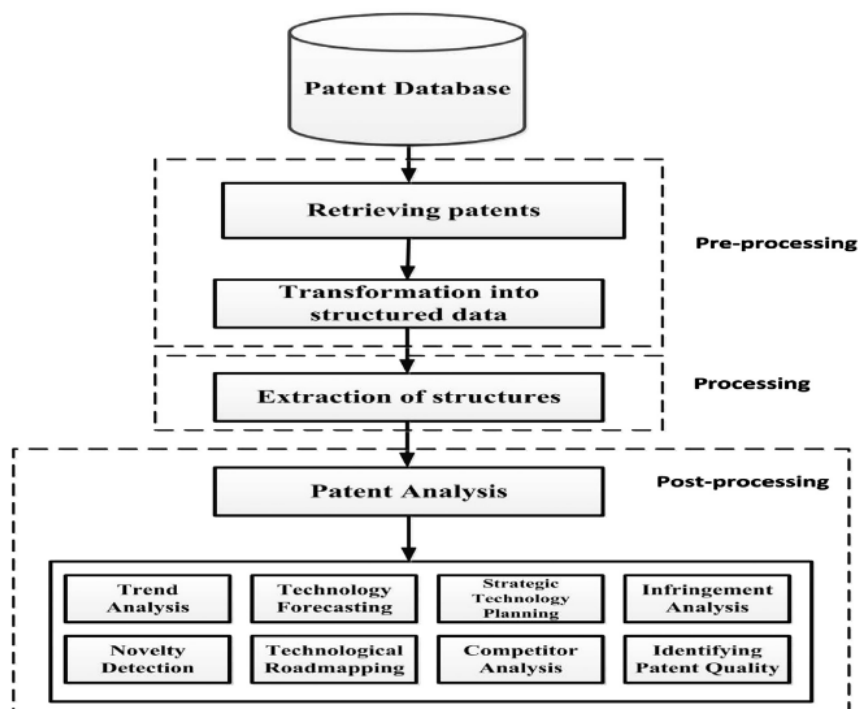 Patent Database
Retrieving patents
Pre-processing
Transformation into
structured data
Extraction of structures
Processing
Patent Analysis
Post-processing
Trend
Analysis
Technology
Forecasting
Strategic
Technology
Planning
Infringement
Analysis
Novelty
Detection
Technological
Roadmapping
Competitor
Analysis
Identifying
Patent Quality